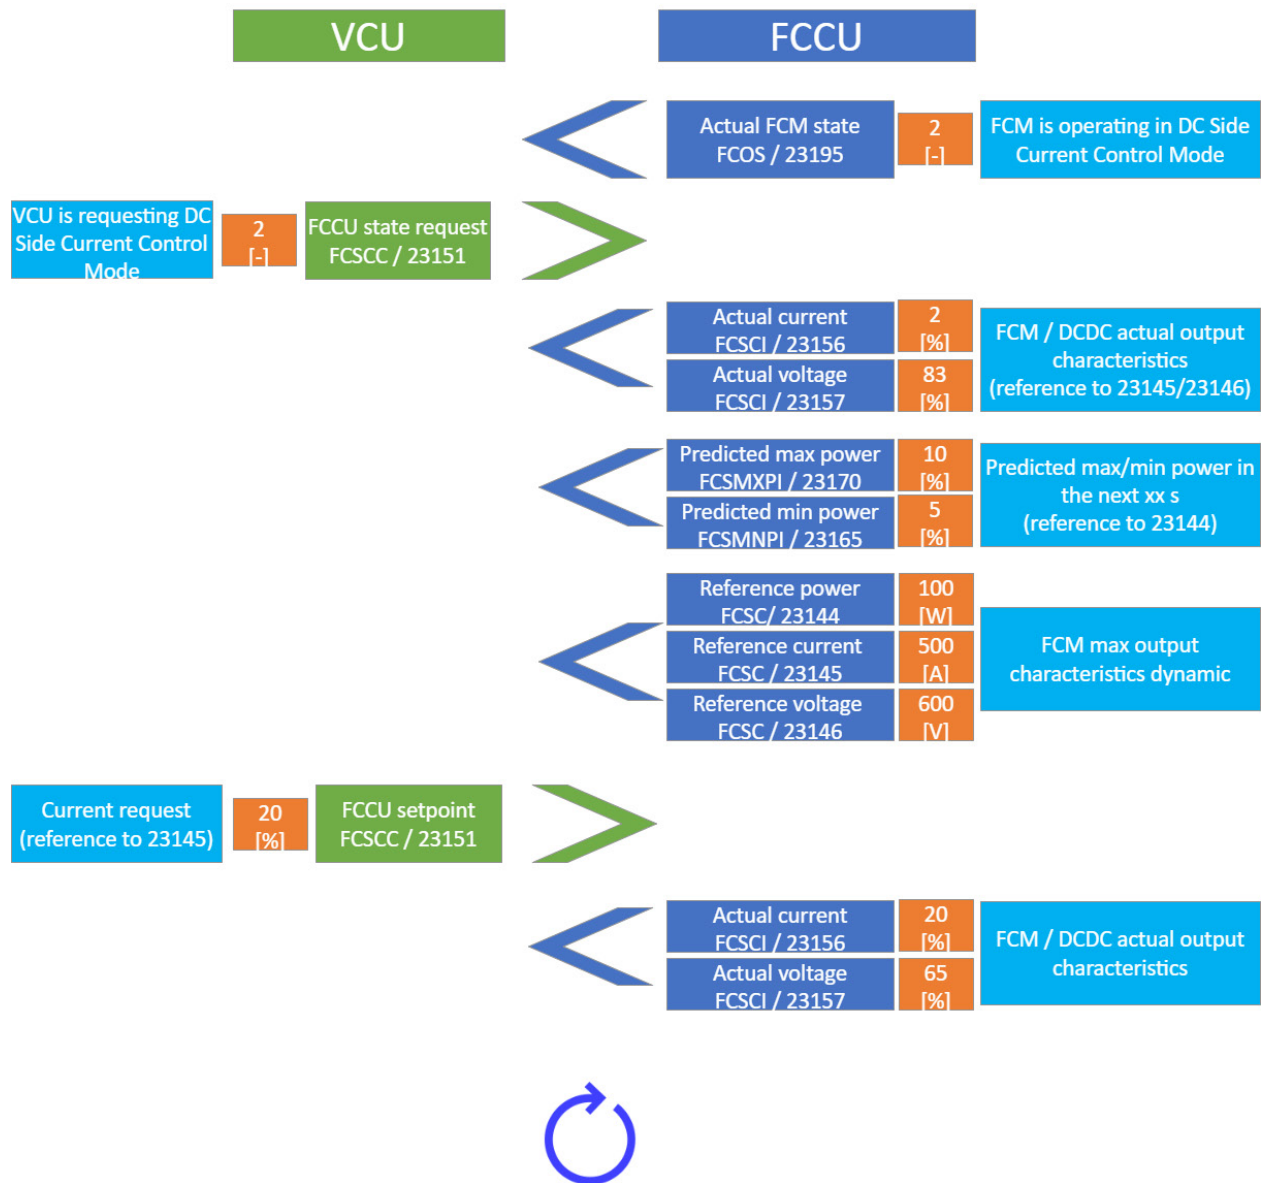 VCU
FCCU
Actual FCM state
FCOS / 23195
2
[-]
FCM is operating in DC Side
Current Control Mode
VCU is requesting DC
Side Current Control
Mode
2
[-]
FCCU state request
FCSCC / 23151
Actual current
FCSCI / 23156
2
[%]
Actual voltage
FCSCI / 23157
83
[%]
FCM / DCDC actual output
characteristics
(reference to 23145/23146)
Predicted max power
FCSMXPI / 23170
10
[%]
Predicted min power
FCSMNPI / 23165
5
[%]
Predicted max/min power in
the next xx s
(reference to 23144)
Reference power
FCSC/ 23144
100
[W]
Reference current
FCSC / 23145
500
[A]
Reference voltage
FCSC / 23146
600
[V]
FCM max output
characteristics dynamic
Current request
(reference to 23145)
20
[%]
FCCU setpoint
FCSCC / 23151
Actual current
FCSCI / 23156
20
[%]
Actual voltage
FCSCI / 23157
65
[%]
FCM / DCDC actual output
characteristics